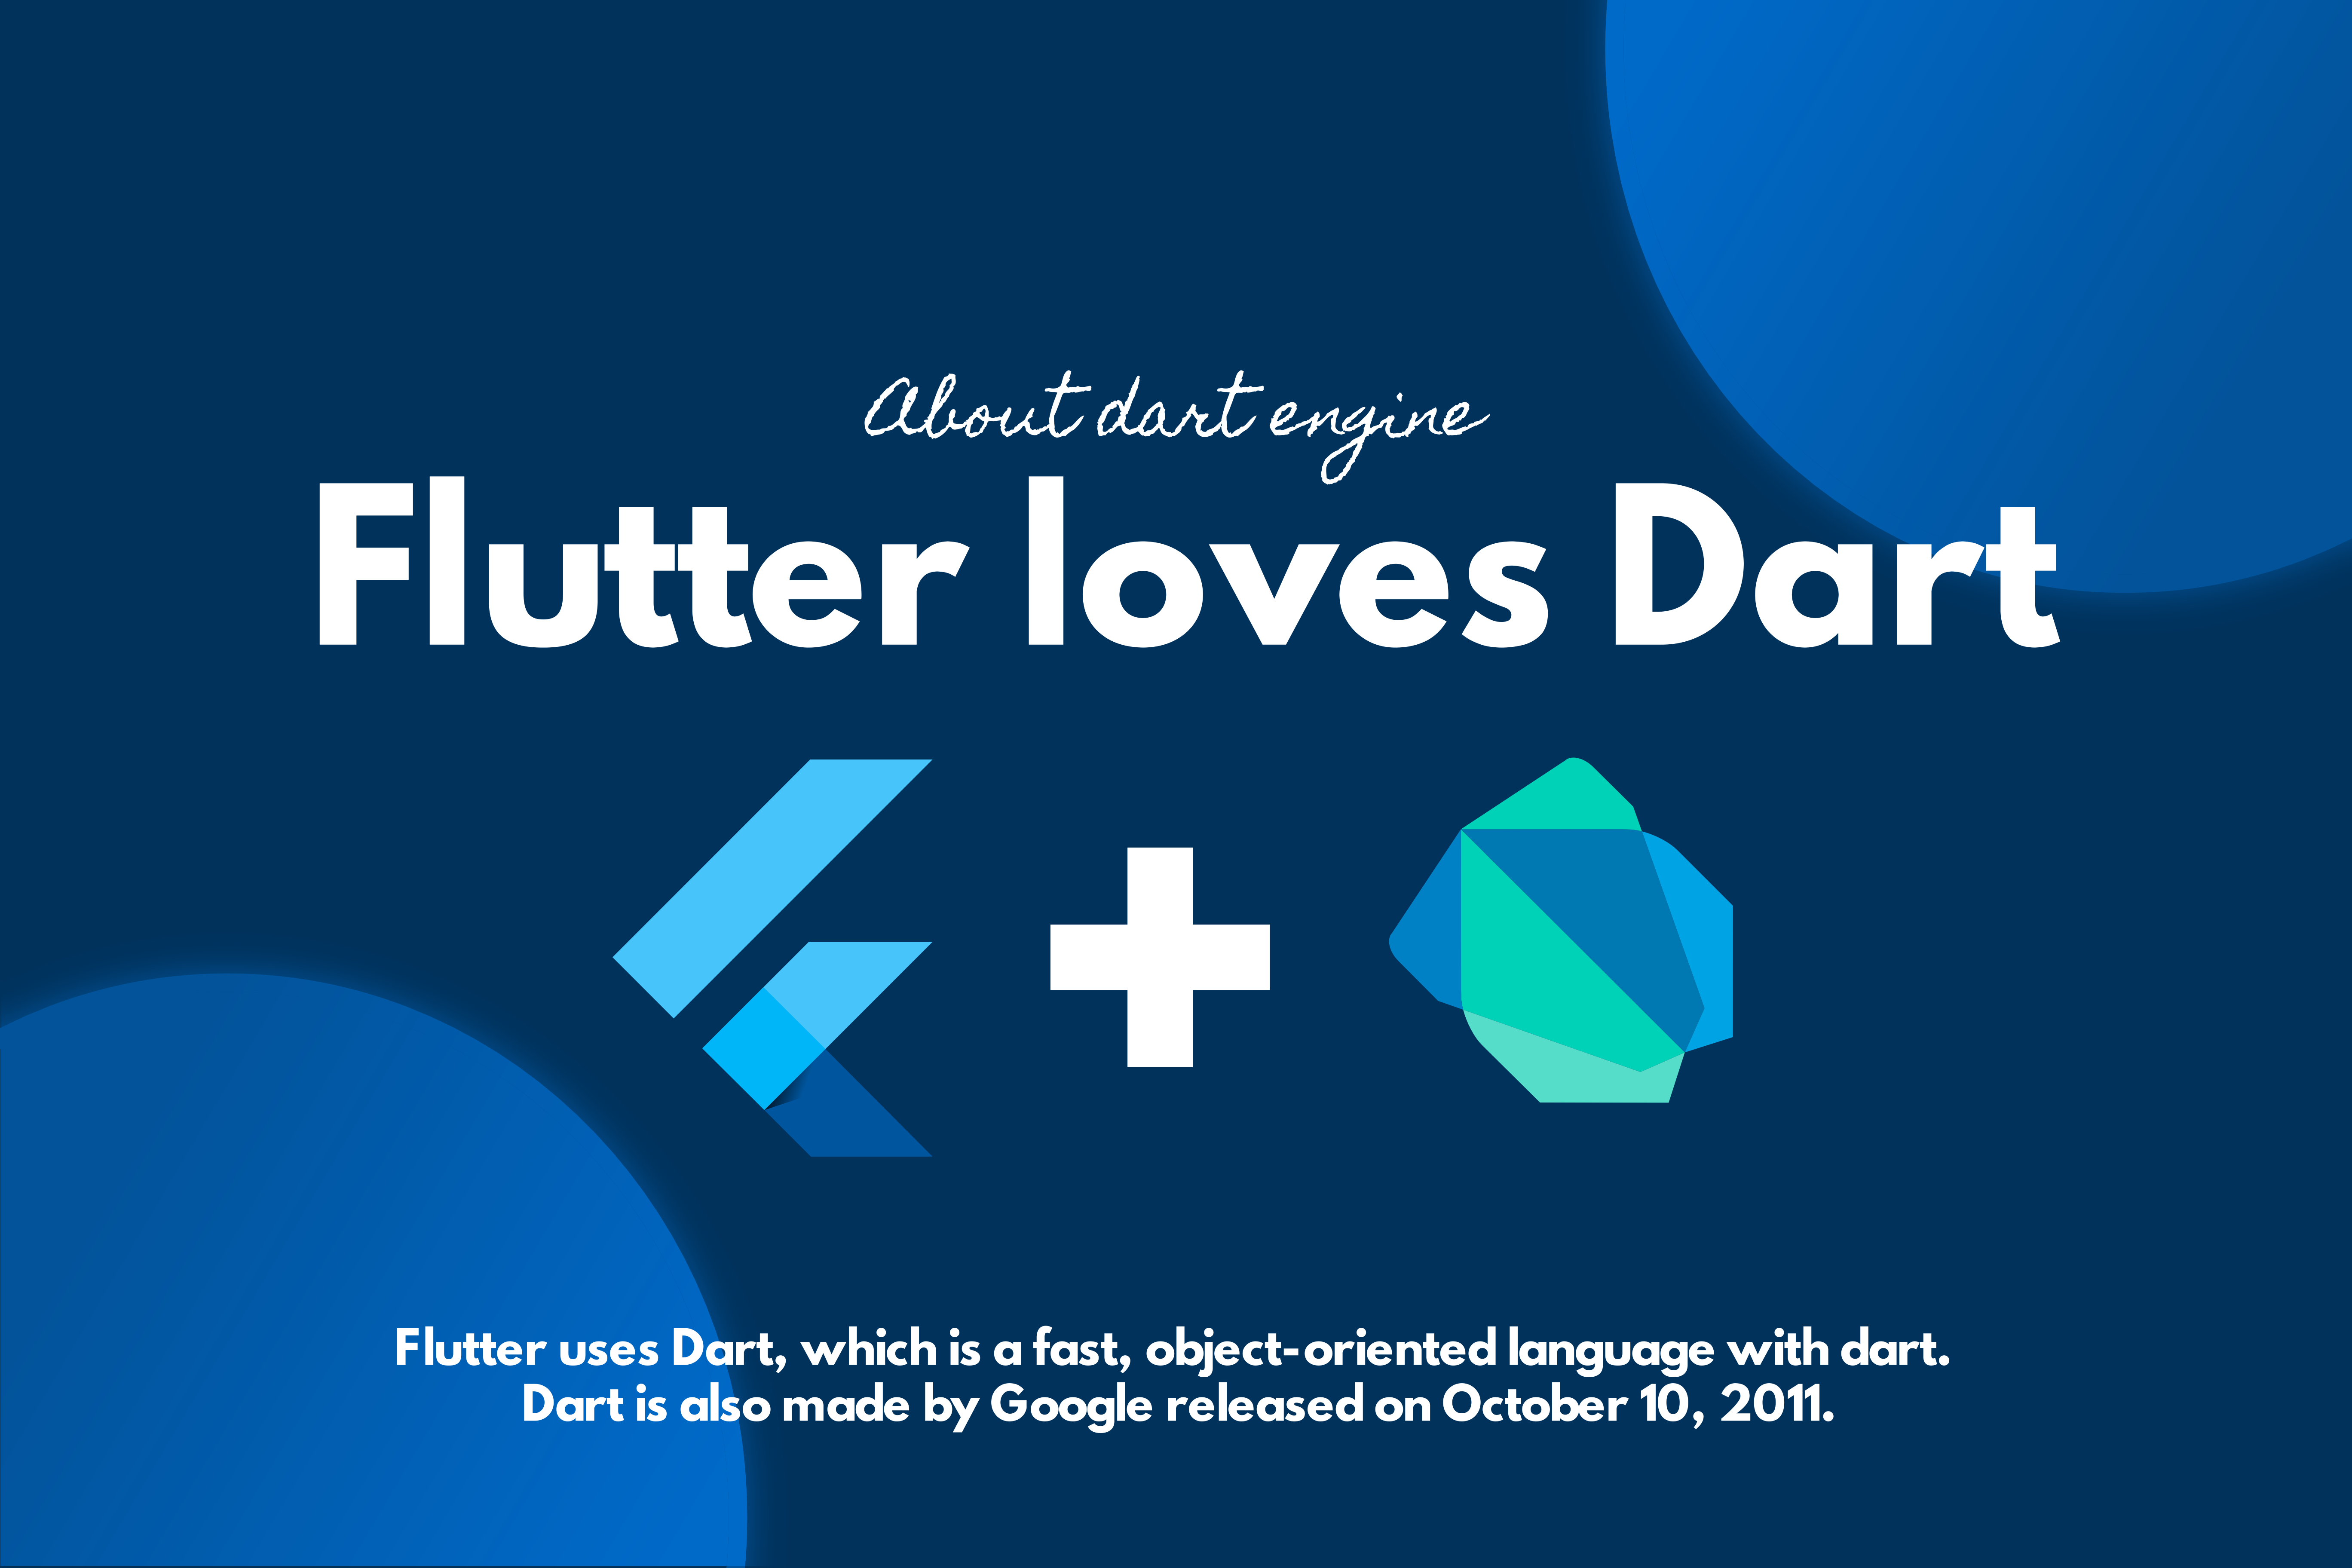 About dart engine
Flutter loves Dart
Flutter uses Dart, which is a fast, object-oriented language with dart.
Dart is also made by Google released on October 10, 2011.